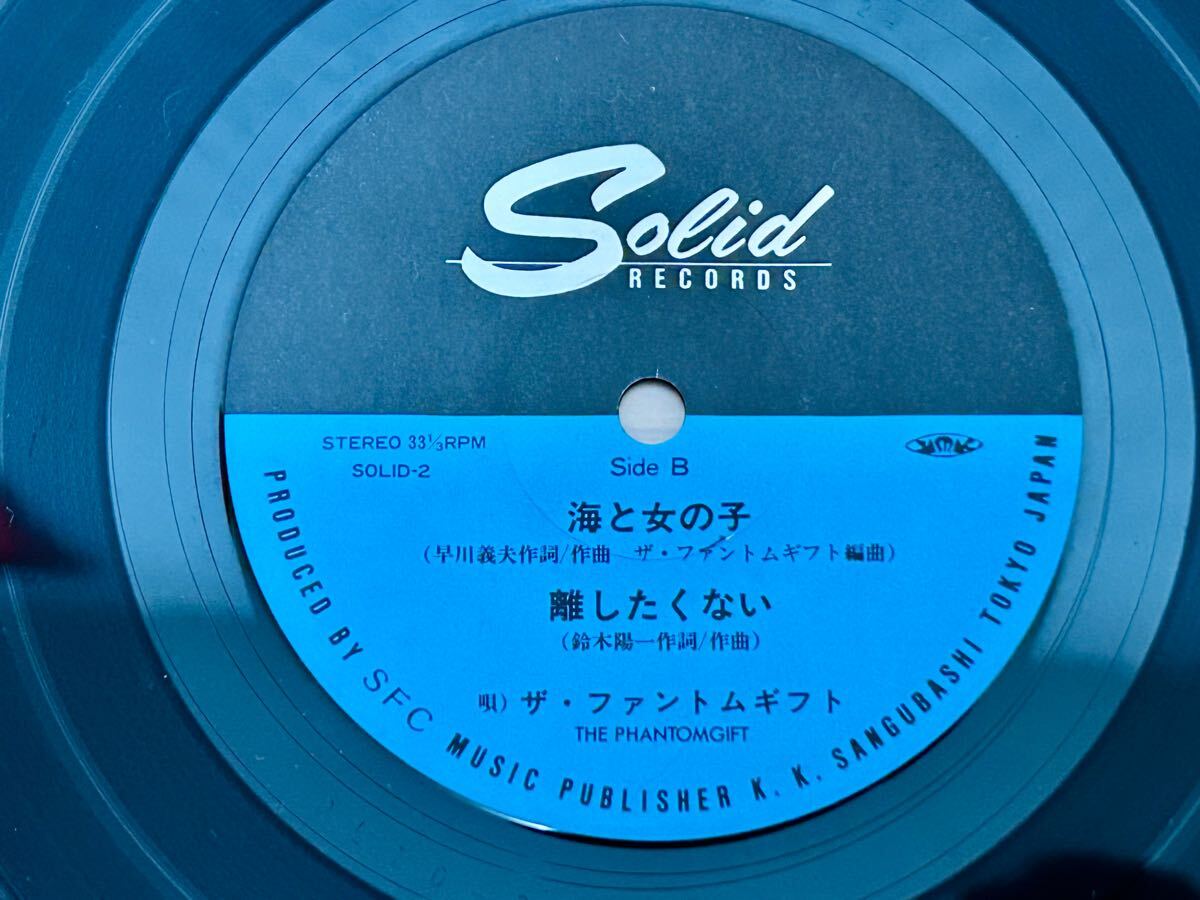 Solid
RECORDS
STEREO 33⅓RPM
SOLID-2
Side B
海と女の子
(早川義夫作詞/作曲 ザ・ファントムギフト編曲)
離したくない
(鈴木陽一作詞/作曲)
唄) ザ・ファントムギフト
THE PHANTOMGIFT
PRODUCED BY SFC MUSIC PUBLISHER K. K. SANGUBASHI TOKYO JAPAN